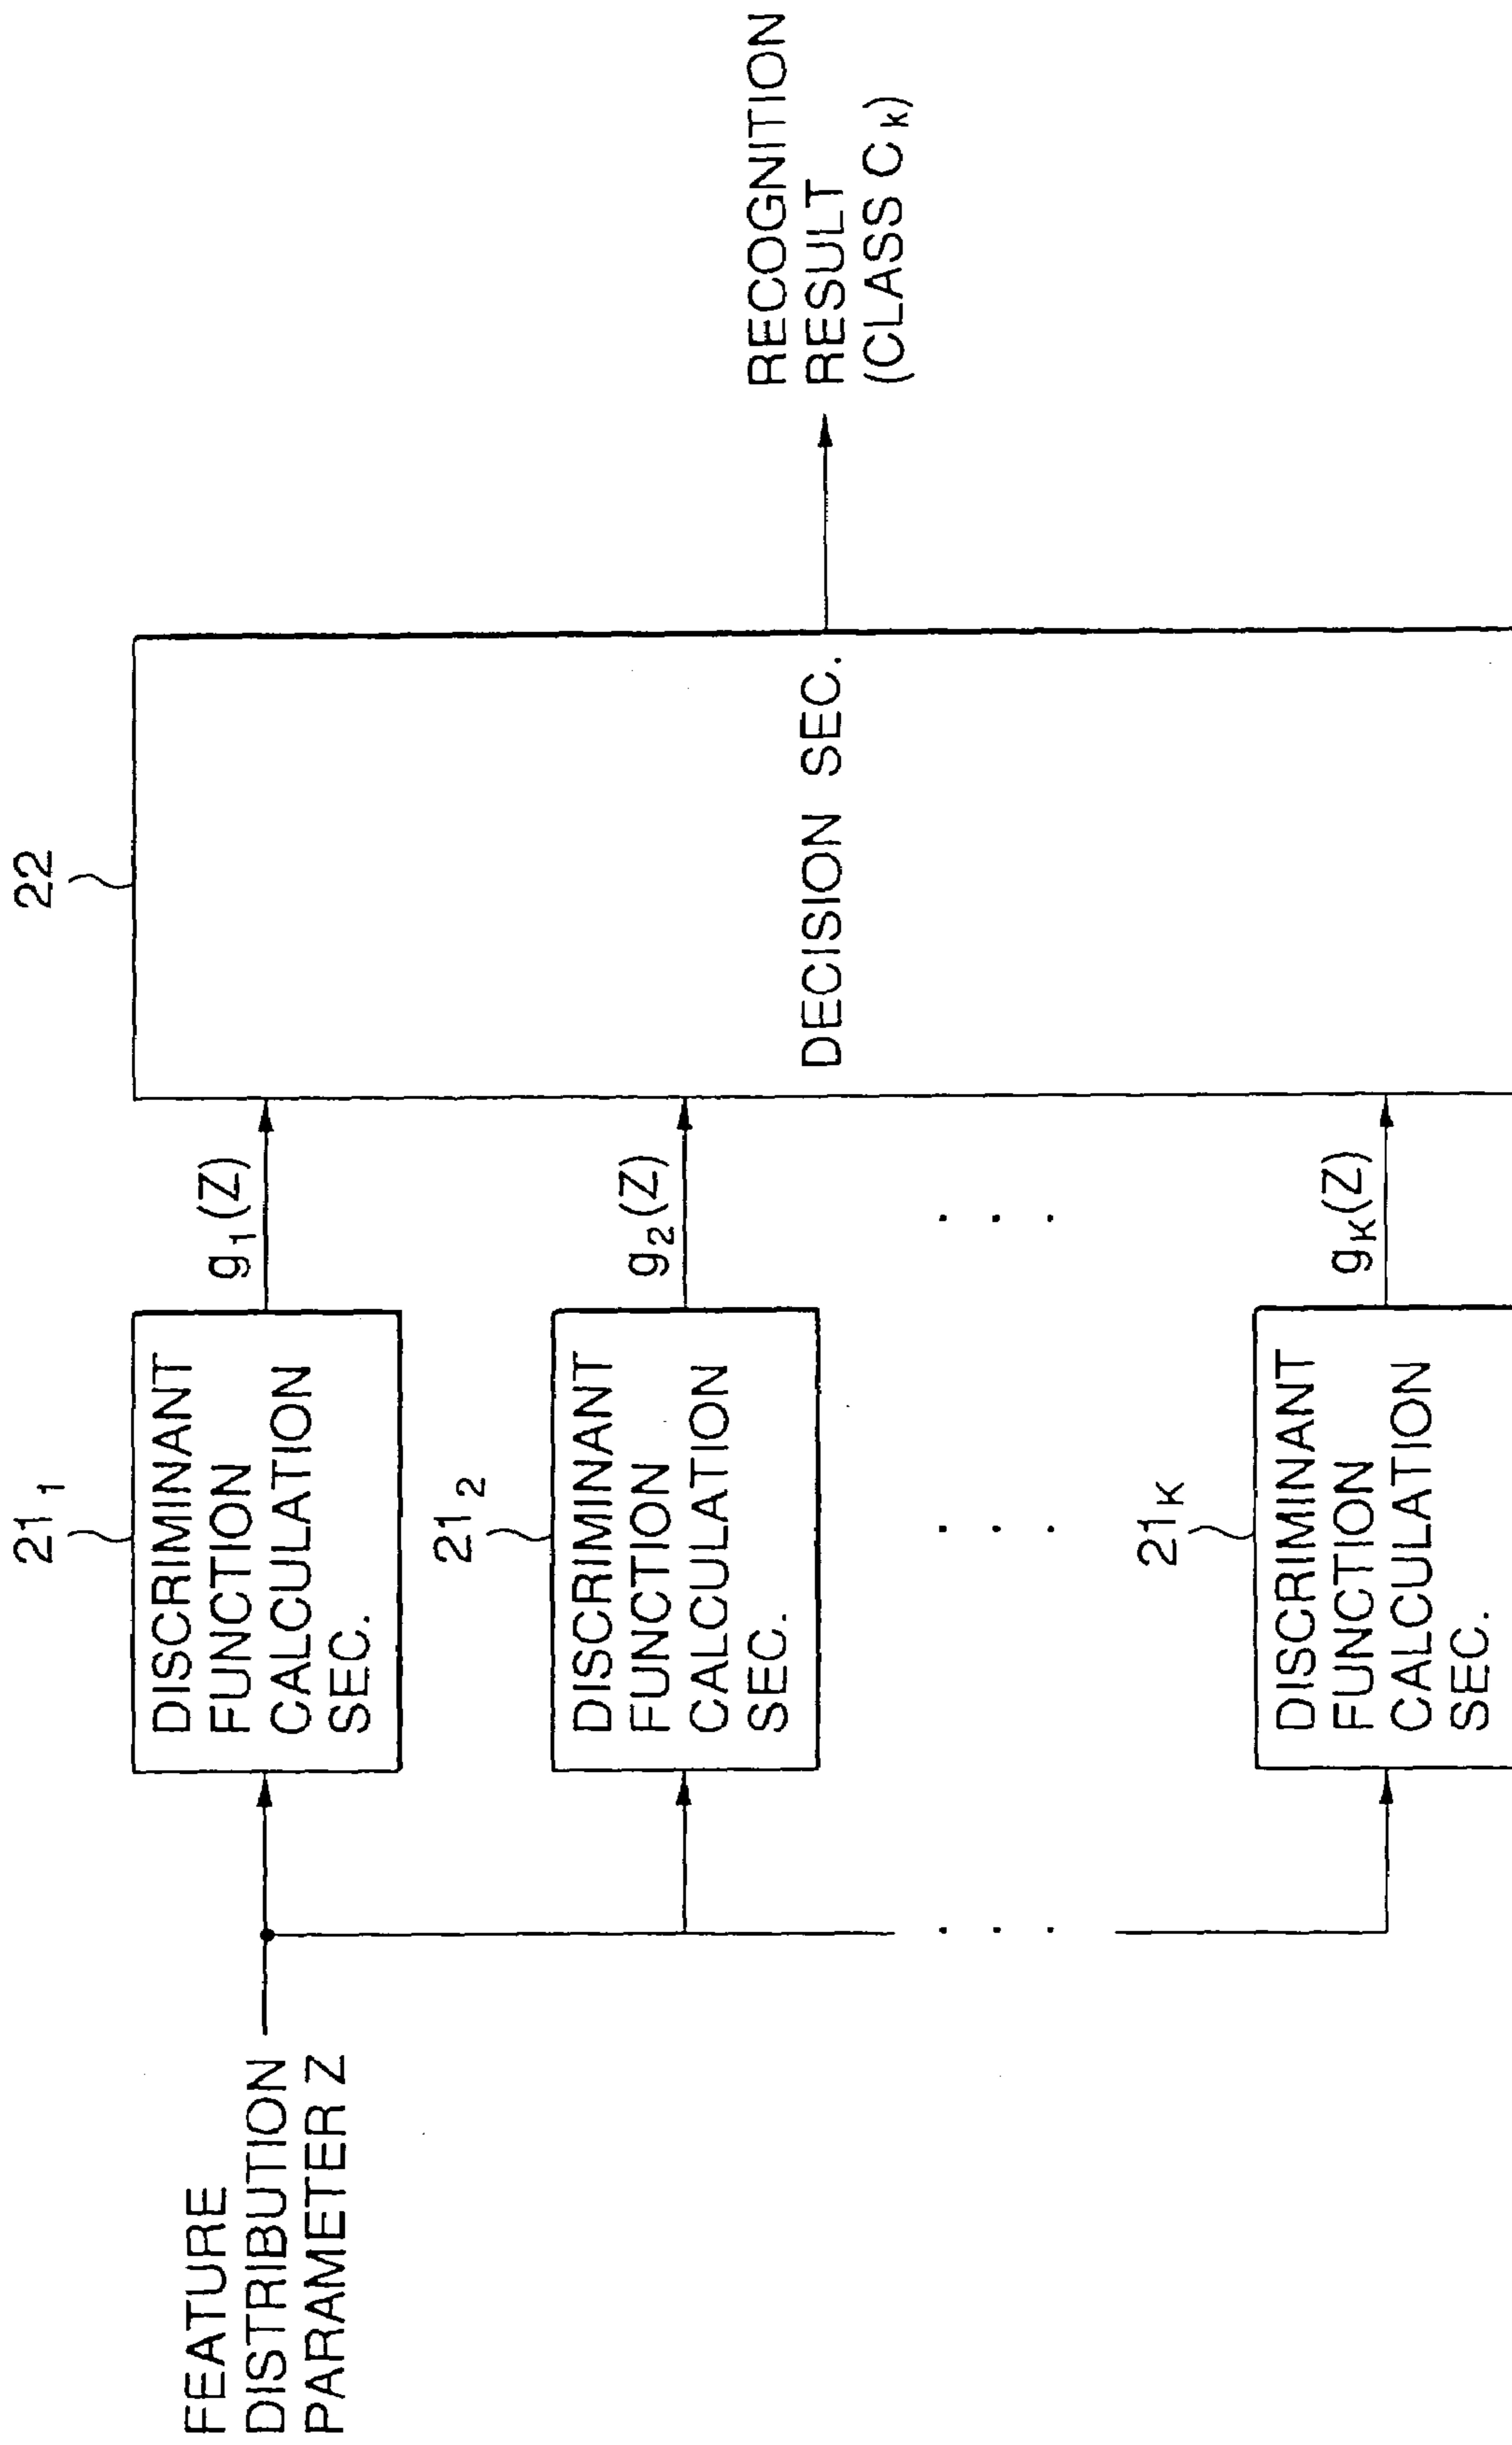 FEATURE
DISTRIBUTION
PARAMETER Z
21₁
DISCRIMINANT
FUNCTION
CALCULATION
SEC.
g₁(Z)
21₂
DISCRIMINANT
FUNCTION
CALCULATION
SEC.
g₂(Z)
. . .
. . .
. . .
21K
DISCRIMINANT
FUNCTION
CALCULATION
SEC.
gK(Z)
22
DECISION SEC.
RECOGNITION
RESULT
(CLASS Ck)